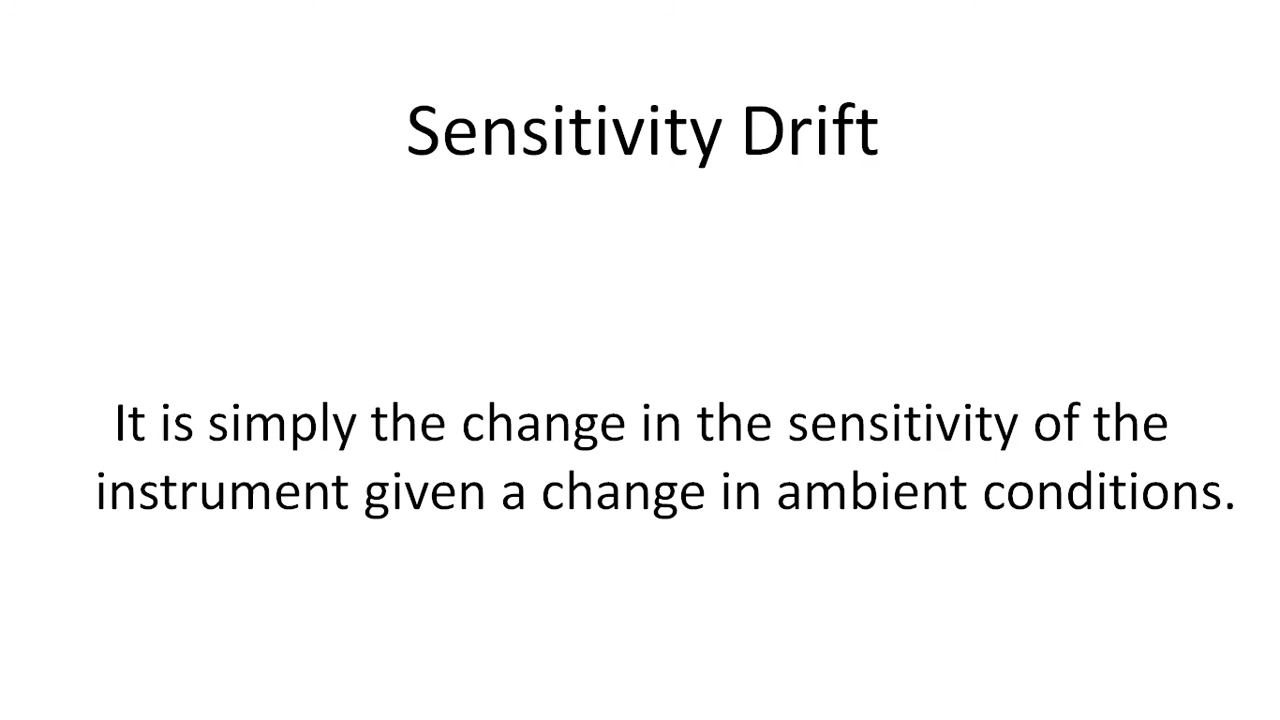 Sensitivity Drift
It is simply the change in the sensitivity of the
instrument given a change in ambient conditions.